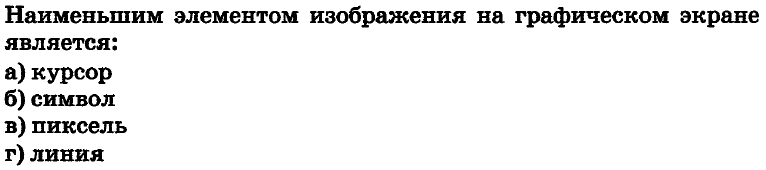 Наименьшим элементом изображения на графическом экране
является:
а) курсор
б) символ
в) пиксель
г) линия